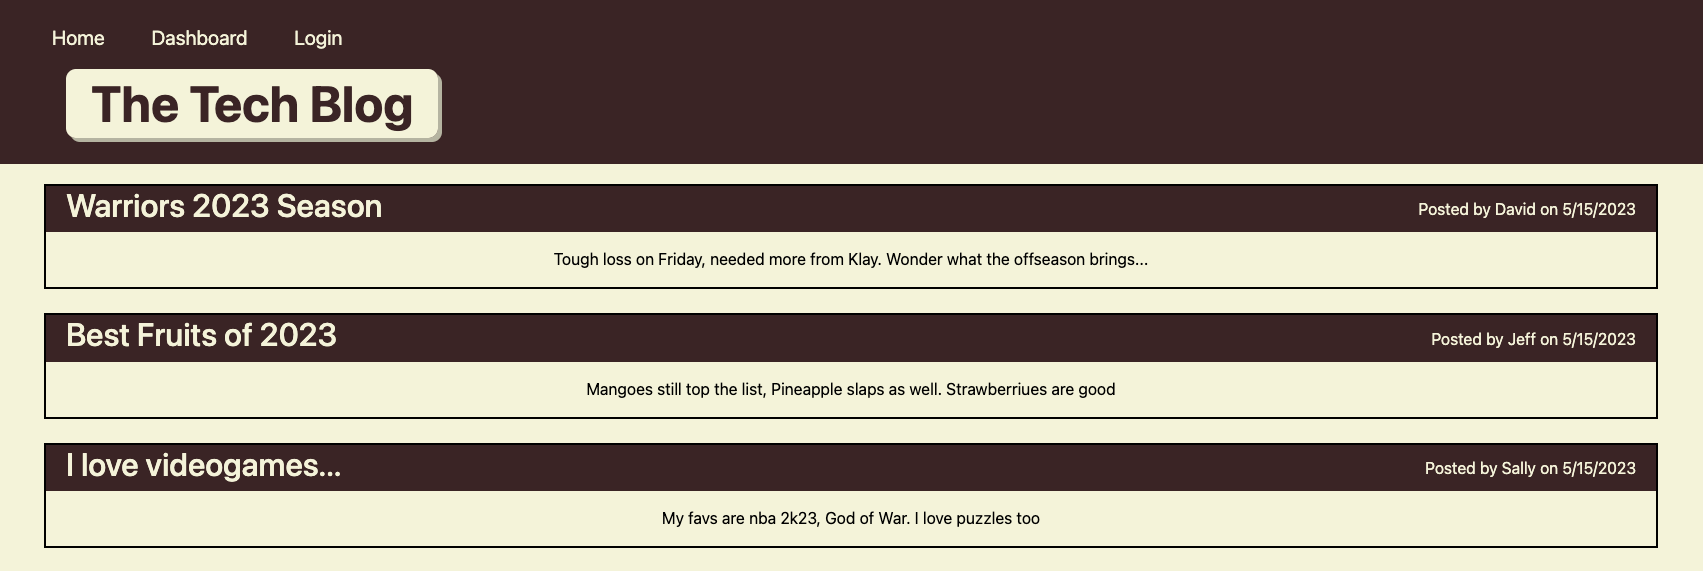 Home Dashboard Login
The Tech Blog
Warriors 2023 Season Posted by David on 5/15/2023
Tough loss on Friday, needed more from Klay. Wonder what the offseason brings...
Best Fruits of 2023 Posted by Jeff on 5/15/2023
Mangoes still top the list, Pineapple slaps as well. Strawberriues are good
I love videogames... Posted by Sally on 5/15/2023
My favs are nba 2k23, God of War. I love puzzles too